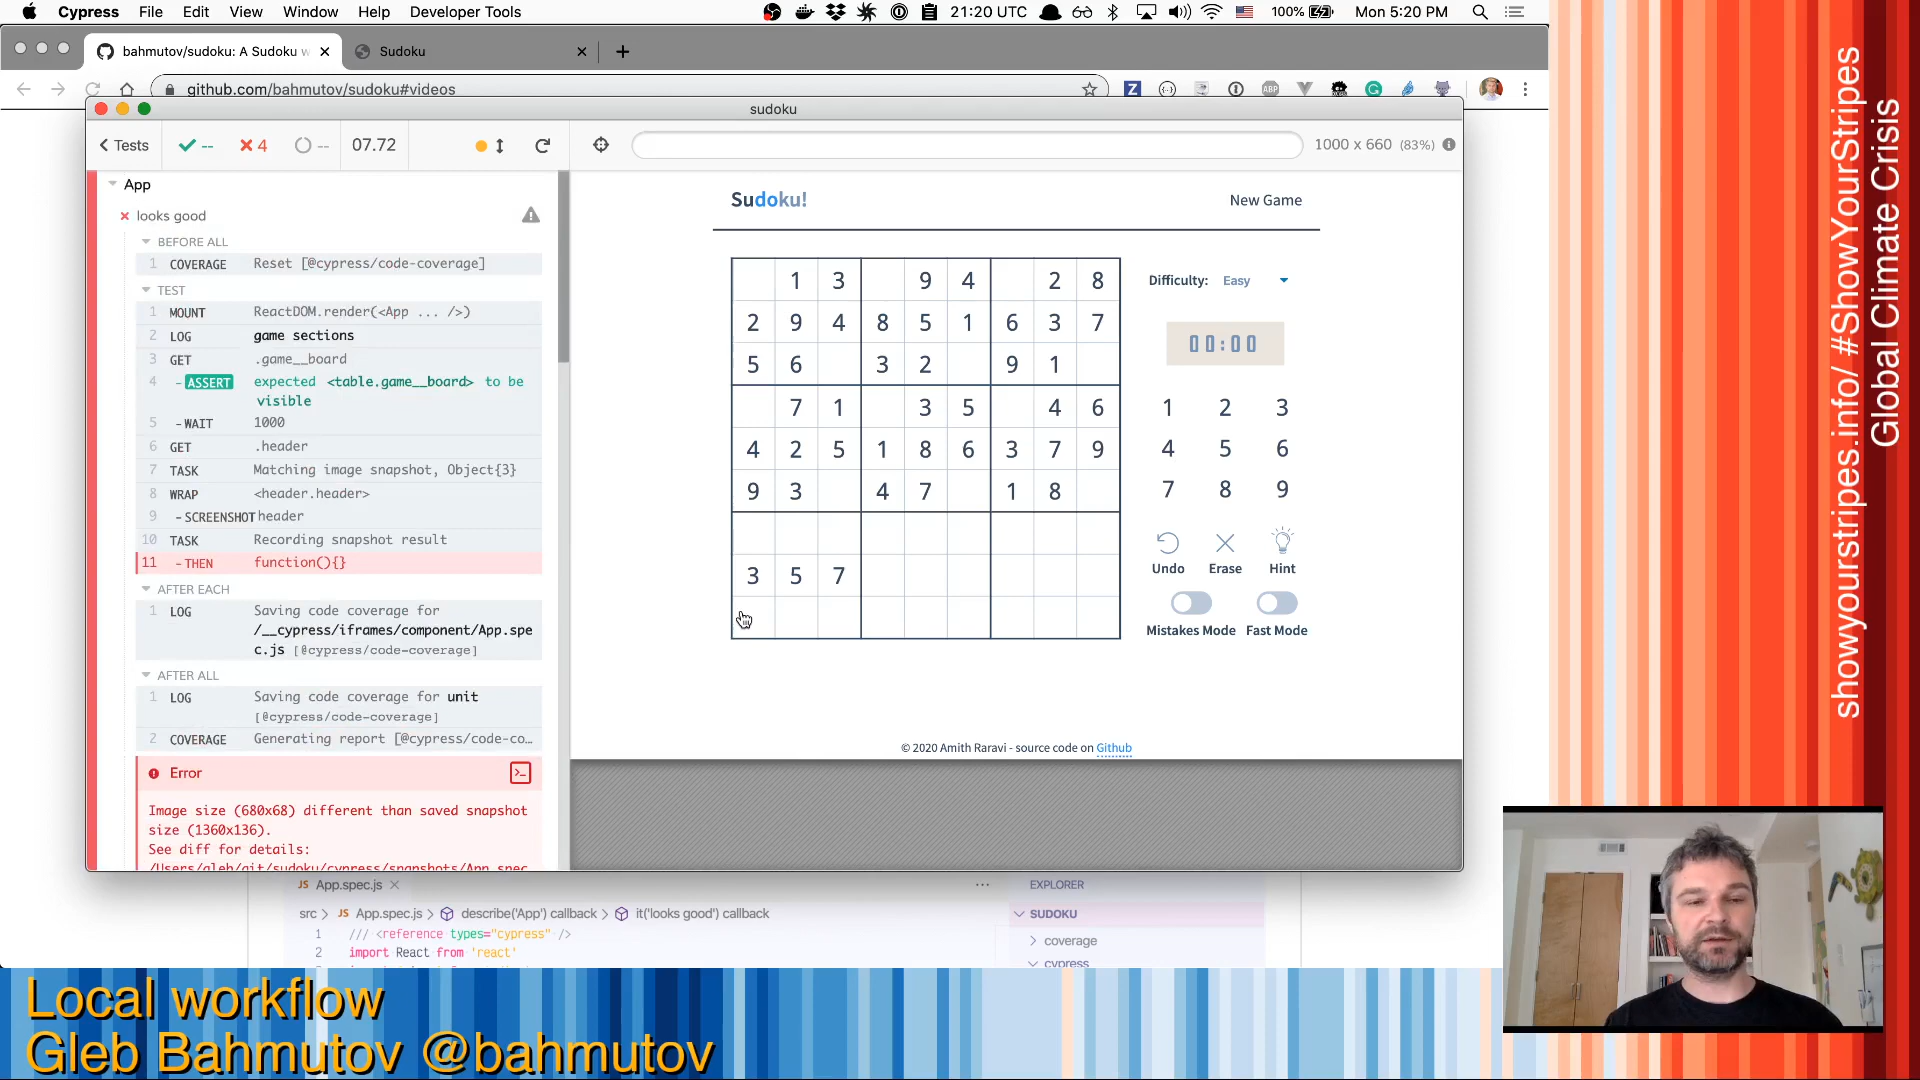 Cypress File Edit View Window Help Developer Tools 21:20 UTC 100% Mon 5:20 PM
bahmutov/sudoku: A Sudoku w Sudoku
github.com/bahmutov/sudoku#videos
sudoku
Tests -- 4 -- 07.72 1000 x 660 (83%)
App
looks good
BEFORE ALL
1 COVERAGE Reset [@cypress/code-coverage]
TEST
1 MOUNT ReactDOM.render(<App ... />)
2 LOG game sections
3 GET .game__board
4 -ASSERT expected <table.game__board> to be
visible
5 -WAIT 1000
6 GET .header
7 TASK Matching image snapshot, Object{3}
8 WRAP <header.header>
9 -SCREENSHOT header
10 TASK Recording snapshot result
11 -THEN function(){}
AFTER EACH
1 LOG Saving code coverage for
/__cypress/iframes/component/App.spe
c.js [@cypress/code-coverage]
AFTER ALL
1 LOG Saving code coverage for unit
[@cypress/code-coverage]
2 COVERAGE Generating report [@cypress/code-co…
Error
Image size (680x68) different than saved snapshot
size (1360x136).
See diff for details:
/Users/gleb/git/sudoku/cypress/snapshots/App.spec
Sudoku! New Game
1 3 9 4 2 8
2 9 4 8 5 1 6 3 7
5 6 3 2 9 1
7 1 3 5 4 6
4 2 5 1 8 6 3 7 9
9 3 4 7 1 8
3 5 7
Difficulty: Easy
00:00
1 2 3
4 5 6
7 8 9
Undo Erase Hint
Mistakes Mode Fast Mode
© 2020 Amith Raravi - source code on Github
JS App.spec.js EXPLORER
src > JS App.spec.js > describe('App') callback > it('looks good') callback SUDOKU
1 /// <reference types="cypress" />
2 import React from 'react'
coverage
cypress
Local workflow
Gleb Bahmutov @bahmutov
showyourstripes.info/ #ShowYourStripes
Global Climate Crisis